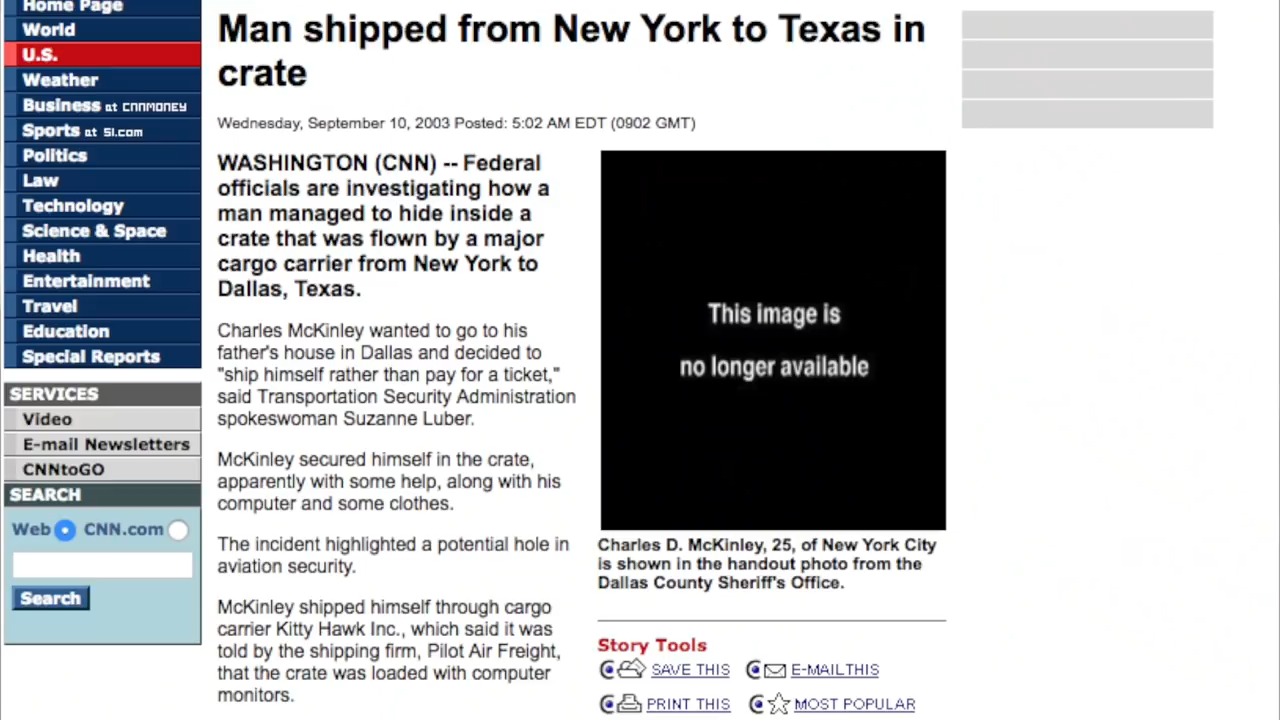 Home Page
World
U.S.
Weather
Business at CNNMONEY
Sports at SI.com
Politics
Law
Technology
Science & Space
Health
Entertainment
Travel
Education
Special Reports
SERVICES
Video
E-mail Newsletters
CNNtoGO
SEARCH
Web CNN.com
Search
Man shipped from New York to Texas in
crate
Wednesday, September 10, 2003 Posted: 5:02 AM EDT (0902 GMT)
WASHINGTON (CNN) -- Federal
officials are investigating how a
man managed to hide inside a
crate that was flown by a major
cargo carrier from New York to
Dallas, Texas.
Charles McKinley wanted to go to his
father's house in Dallas and decided to
"ship himself rather than pay for a ticket,"
said Transportation Security Administration
spokeswoman Suzanne Luber.
McKinley secured himself in the crate,
apparently with some help, along with his
computer and some clothes.
The incident highlighted a potential hole in
aviation security.
McKinley shipped himself through cargo
carrier Kitty Hawk Inc., which said it was
told by the shipping firm, Pilot Air Freight,
that the crate was loaded with computer
monitors.
This image is
no longer available
Charles D. McKinley, 25, of New York City
is shown in the handout photo from the
Dallas County Sheriff's Office.
Story Tools
SAVE THIS E-MAIL THIS
PRINT THIS MOST POPULAR